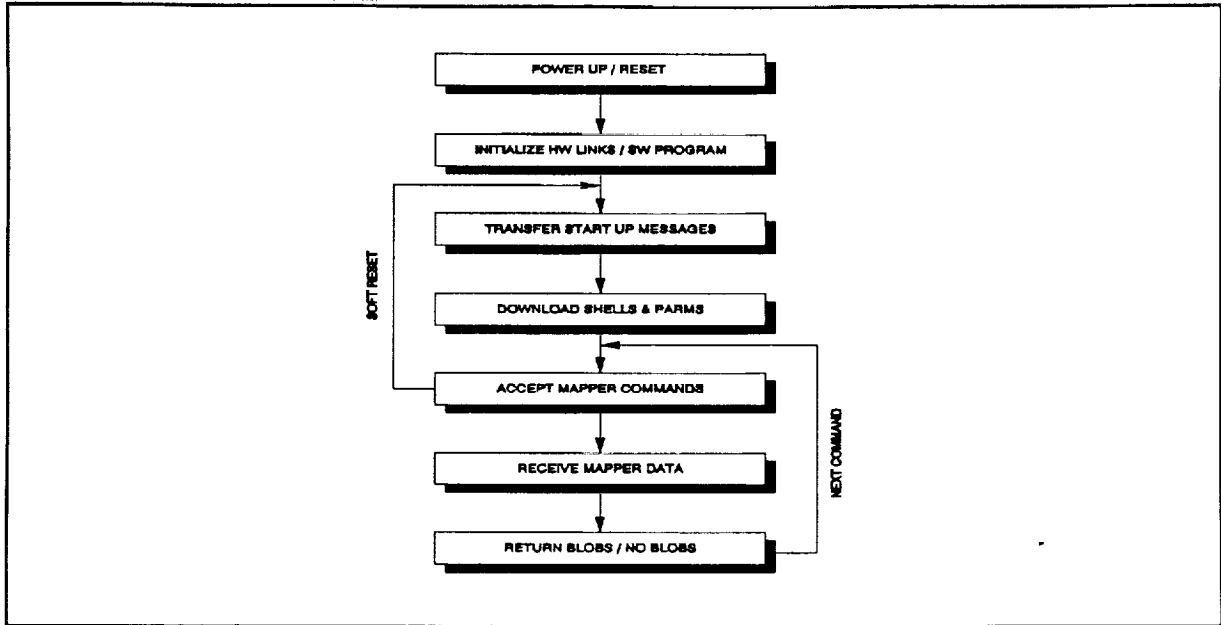 POWER UP / RESET
INITIALIZE HW LINKS / SW PROGRAM
TRANSFER START UP MESSAGES
SOFT RESET
DOWNLOAD SHELLS & PARMS
ACCEPT MAPPER COMMANDS
NEXT COMMAND
RECEIVE MAPPER DATA
RETURN BLOBS / NO BLOBS